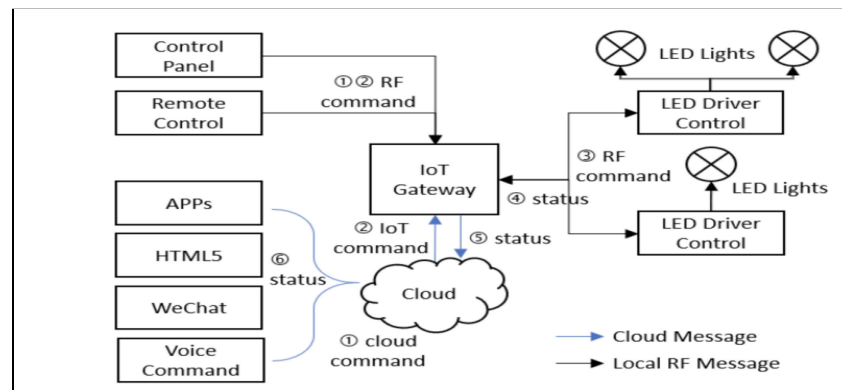 Control
Panel
Remote
Control
①② RF
command
IoT
Gateway
LED Lights
LED Driver
Control
③ RF
command
④ status
LED Lights
LED Driver
Control
APPs
HTML5
WeChat
Voice
Command
⑥
status
② IoT
command
⑤ status
Cloud
① cloud
command
Cloud Message
Local RF Message